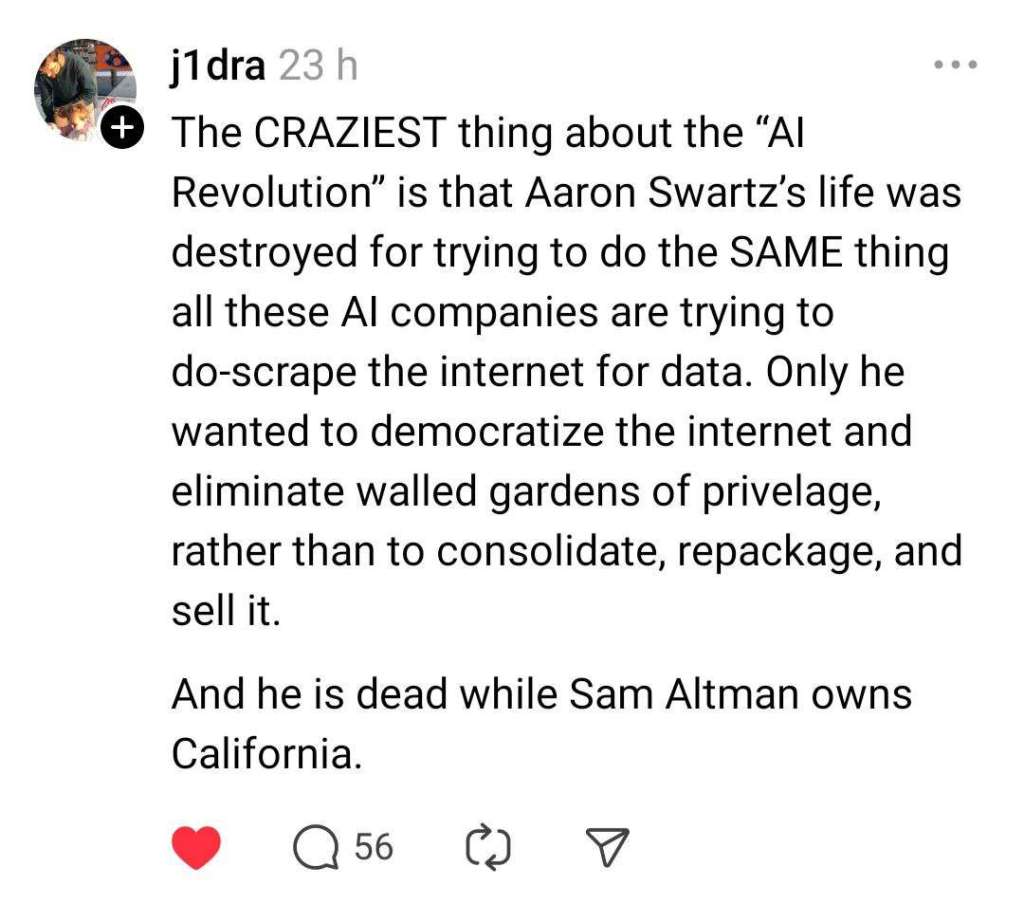 j1dra 23 h
The CRAZIEST thing about the “AI
Revolution” is that Aaron Swartz’s life was
destroyed for trying to do the SAME thing
all these AI companies are trying to
do-scrape the internet for data. Only he
wanted to democratize the internet and
eliminate walled gardens of privelage,
rather than to consolidate, repackage, and
sell it.
And he is dead while Sam Altman owns
California.
56